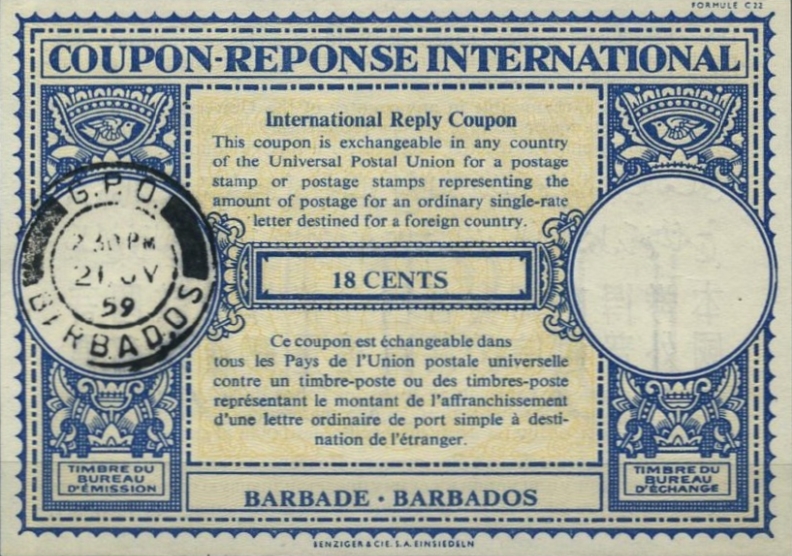 FORMULE C22
COUPON-REPONSE INTERNATIONAL
International Reply Coupon
This coupon is exchangeable in any country
of the Universal Postal Union for a postage
stamp or postage stamps representing the
amount of postage for an ordinary single-rate
letter destined for a foreign country.
G.P.O.
2 30 PM
21
59
BARBADOS
18 CENTS
Ce coupon est échangeable dans
tous les Pays de l'Union postale universelle
contre un timbre-poste ou des timbres-poste
représentant le montant de l'affranchissement
d'une lettre ordinaire de port simple à desti-
nation de l'étranger.
TIMBRE DU
BUREAU
D'ÉMISSION
TIMBRE DU
BUREAU
D'ÉCHANGE
BARBADE · BARBADOS
BENZIGER & CIE. S.A. EINSIEDELN